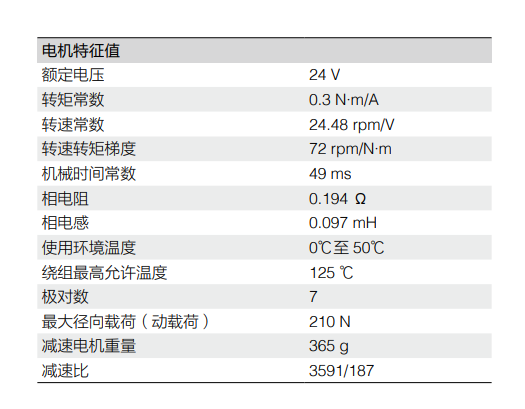 电机特征值
额定电压 24 V
转矩常数 0.3 N·m/A
转速常数 24.48 rpm/V
转速转矩梯度 72 rpm/N·m
机械时间常数 49 ms
相电阻 0.194 Ω
相电感 0.097 mH
使用环境温度 0℃至 50℃
绕组最高允许温度 125 ℃
极对数 7
最大径向载荷（动载荷） 210 N
减速电机重量 365 g
减速比 3591/187